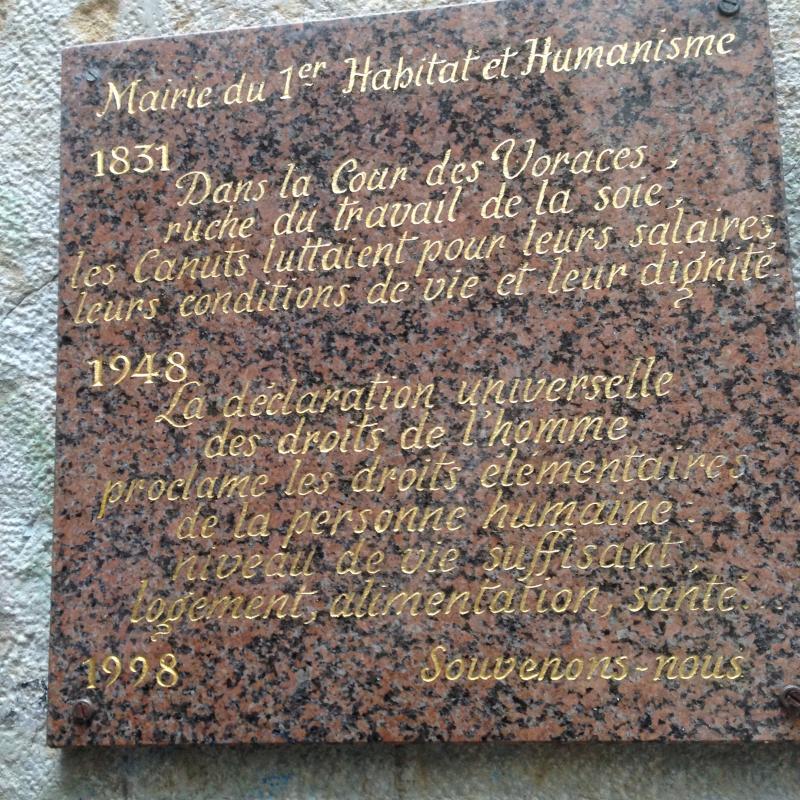 Mairie du 1er Habitat et Humanisme
1831
Dans la Cour des Voraces,
ruche du travail de la soie,
les Canuts luttaient pour leurs salaires,
leurs conditions de vie et leur dignité.
1948
La déclaration universelle
des droits de l'homme
proclame les droits élémentaires
de la personne humaine :
niveau de vie suffisant,
logement, alimentation, santé...
1998 Souvenons-nous